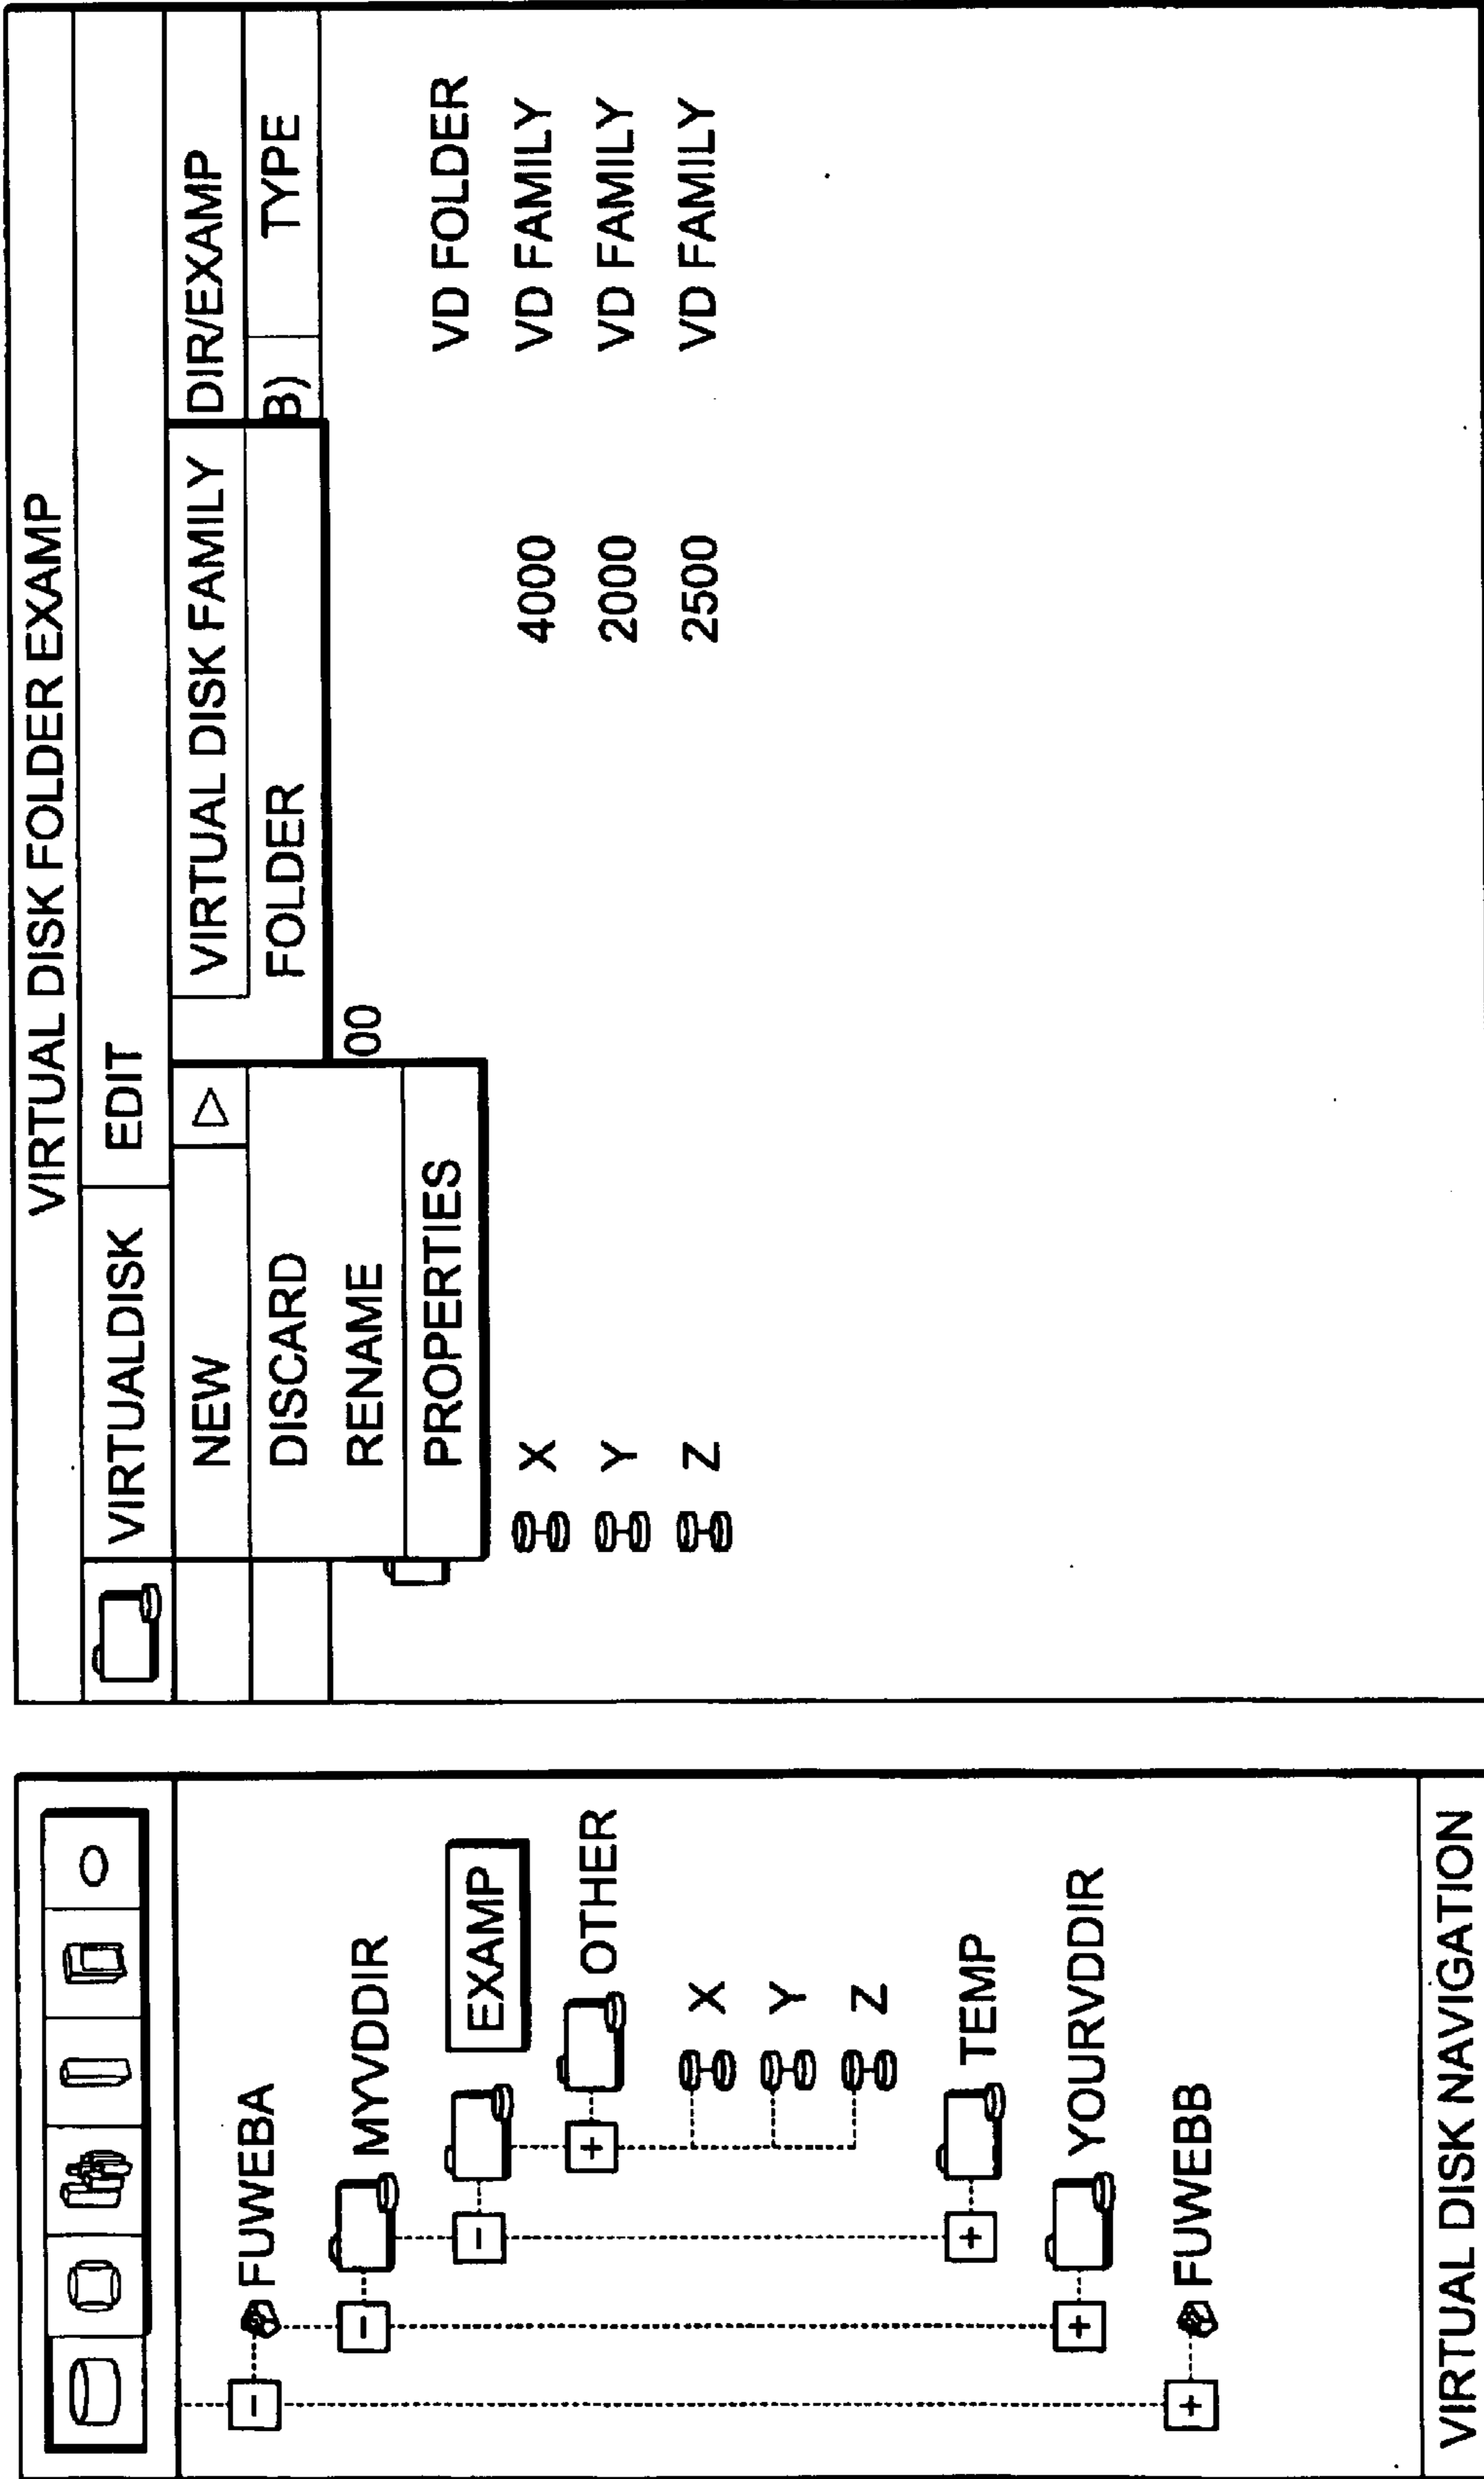 FUWEBA
MYVDDIR
EXAMP
OTHER
X
Y
Z
TEMP
YOURVDDIR
FUWEBB
VIRTUAL DISK NAVIGATION
VIRTUAL DISK FOLDER EXAMP
VIRTUALDISK EDIT
NEW VIRTUAL DISK FAMILY DIR/EXAMP
DISCARD FOLDER B) TYPE
RENAME 00
PROPERTIES VD FOLDER
X 4000 VD FAMILY
Y 2000 VD FAMILY
Z 2500 VD FAMILY